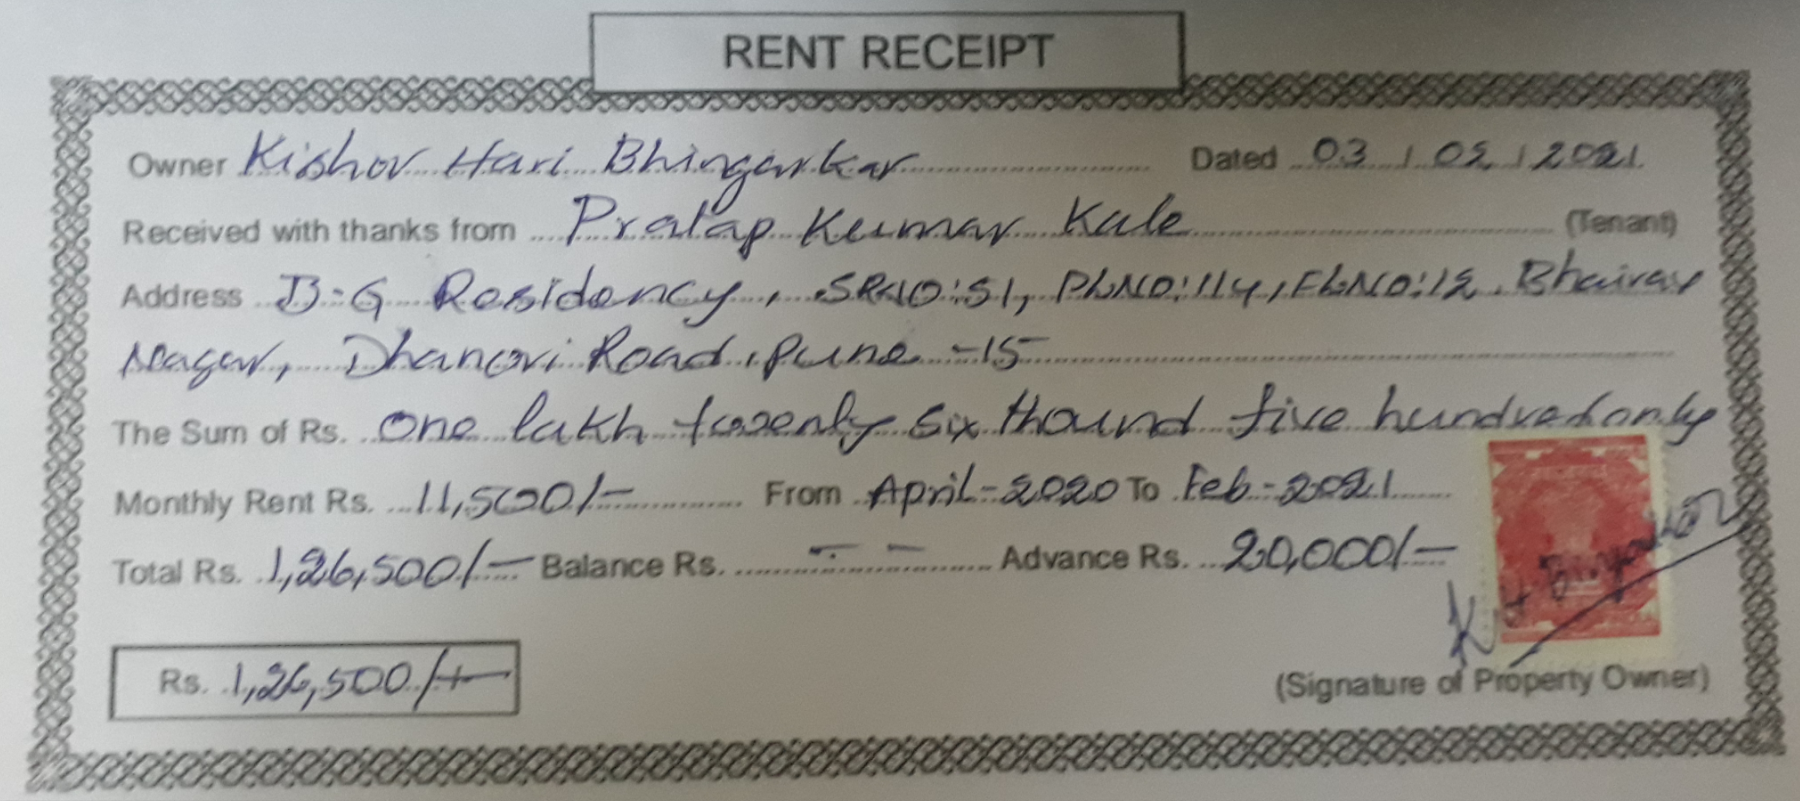 RENT RECEIPT
Owner Kishor Hari Bhingarkar Dated 03/02/2021
Received with thanks from Pratap Kumar Kale (Tenant)
Address B-G Residency, SRNO:51, PLNO:114, FLNO:12. Bhairav
Nagar, Dhanori Road, Pune -15
The Sum of Rs. One lakh twenty six thound five hundred only
Monthly Rent Rs. 11,500/- From April-2020 To Feb-2021
Total Rs. 1,26,500/- Balance Rs. -- Advance Rs. 20,000/-
Rs. 1,26,500/-
(Signature of Property Owner)